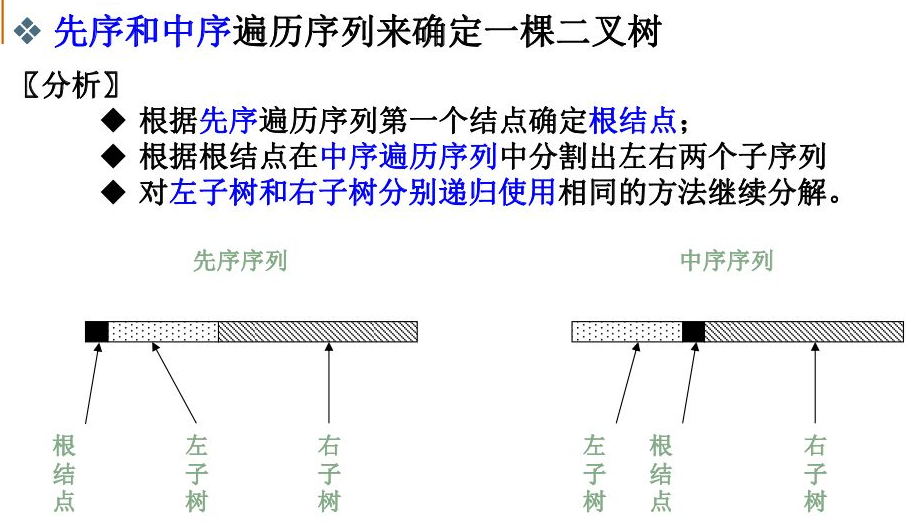 先序和中序遍历序列来确定一棵二叉树
〖分析〗
根据先序遍历序列第一个结点确定根结点；
根据根结点在中序遍历序列中分割出左右两个子序列
对左子树和右子树分别递归使用相同的方法继续分解。
先序序列
中序序列
根结点
左子树
右子树
左子树
根结点
右子树